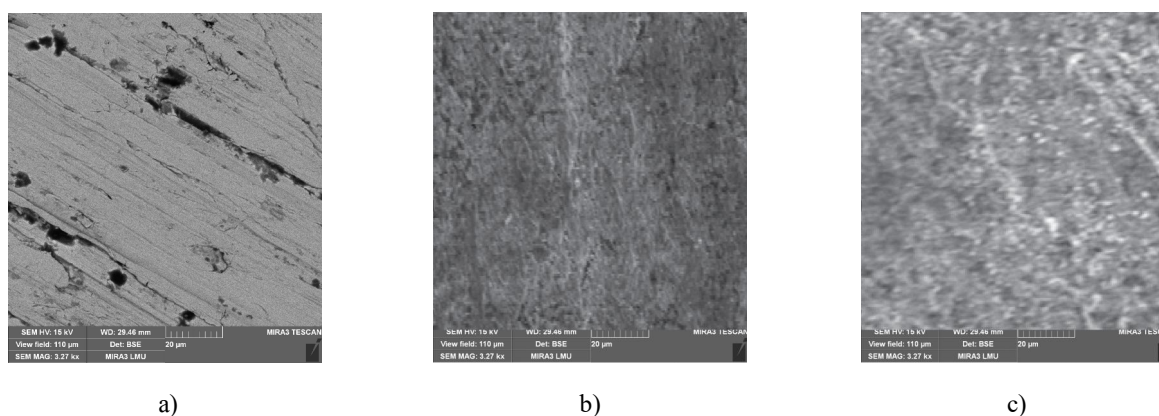 SEM HV: 15 kV WD: 29.46 mm MIRA3 TESCAN
View field: 110 µm Det: BSE 20 µm
SEM MAG: 3.27 kx MIRA3 LMU
SEM HV: 15 kV WD: 29.46 mm MIRA3 TESCAN
View field: 110 µm Det: BSE 20 µm
SEM MAG: 3.27 kx MIRA3 LMU
SEM HV: 15 kV WD: 29.46 mm MIRA3 TESC
View field: 110 µm Det: BSE 20 µm
SEM MAG: 3.27 kx MIRA3 LMU
a) b) c)